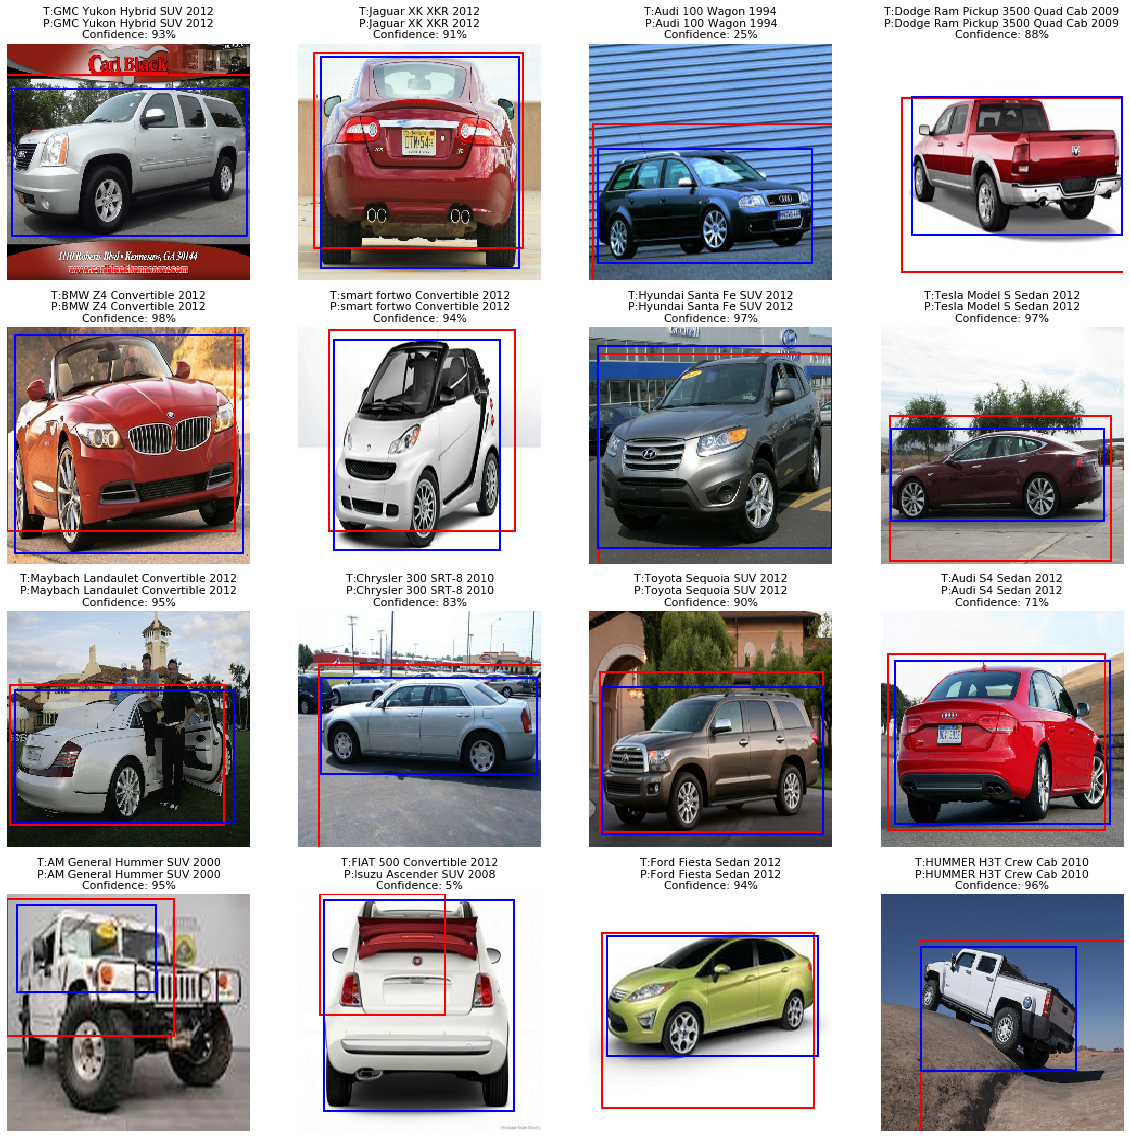 T:GMC Yukon Hybrid SUV 2012
P:GMC Yukon Hybrid SUV 2012
Confidence: 93%
T:Jaguar XK XKR 2012
P:Jaguar XK XKR 2012
Confidence: 91%
T:Audi 100 Wagon 1994
P:Audi 100 Wagon 1994
Confidence: 25%
T:Dodge Ram Pickup 3500 Quad Cab 2009
P:Dodge Ram Pickup 3500 Quad Cab 2009
Confidence: 88%
Carl Black
1110 Roberts Blvd • Kennesaw, GA 30144
T:BMW Z4 Convertible 2012
P:BMW Z4 Convertible 2012
Confidence: 98%
T:smart fortwo Convertible 2012
P:smart fortwo Convertible 2012
Confidence: 94%
T:Hyundai Santa Fe SUV 2012
P:Hyundai Santa Fe SUV 2012
Confidence: 97%
T:Tesla Model S Sedan 2012
P:Tesla Model S Sedan 2012
Confidence: 97%
T:Maybach Landaulet Convertible 2012
P:Maybach Landaulet Convertible 2012
Confidence: 95%
T:Chrysler 300 SRT-8 2010
P:Chrysler 300 SRT-8 2010
Confidence: 83%
T:Toyota Sequoia SUV 2012
P:Toyota Sequoia SUV 2012
Confidence: 90%
T:Audi S4 Sedan 2012
P:Audi S4 Sedan 2012
Confidence: 71%
T:AM General Hummer SUV 2000
P:AM General Hummer SUV 2000
Confidence: 95%
T:FIAT 500 Convertible 2012
P:Isuzu Ascender SUV 2008
Confidence: 5%
T:Ford Fiesta Sedan 2012
P:Ford Fiesta Sedan 2012
Confidence: 94%
T:HUMMER H3T Crew Cab 2010
P:HUMMER H3T Crew Cab 2010
Confidence: 96%